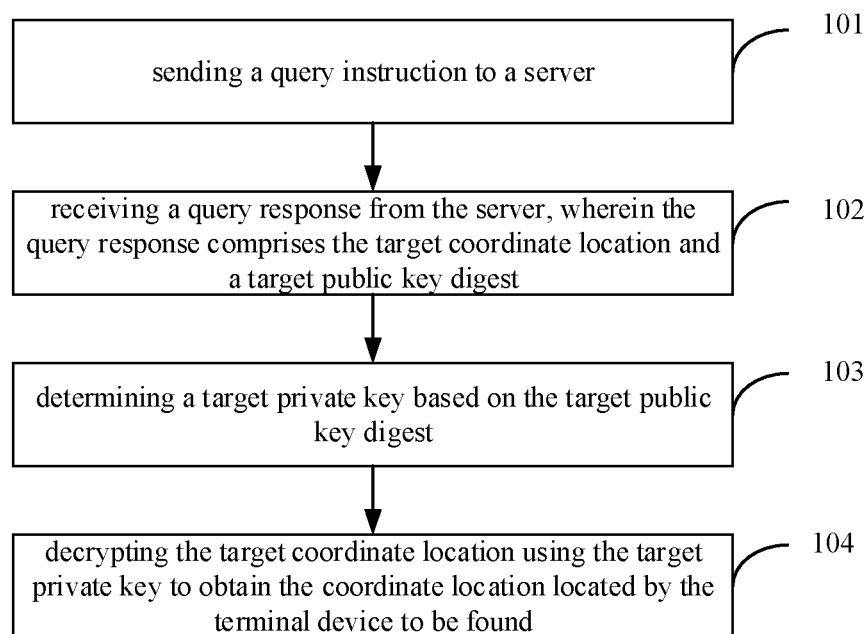 101
sending a query instruction to a server
102
receiving a query response from the server, wherein the
query response comprises the target coordinate location and
a target public key digest
103
determining a target private key based on the target public
key digest
104
decrypting the target coordinate location using the target
private key to obtain the coordinate location located by the
terminal device to be found